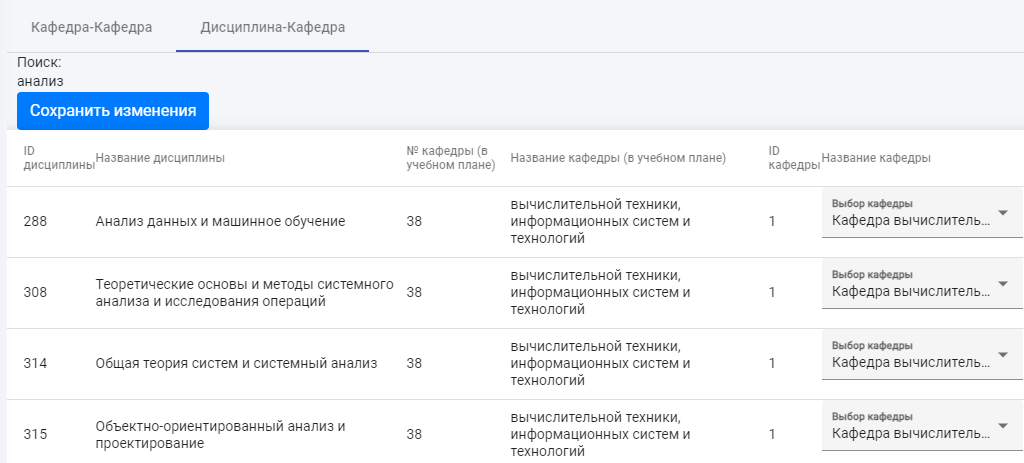 Кафедра-Кафедра Дисциплина-Кафедра
Поиск:
анализ
Сохранить изменения
ID дисциплины Название дисциплины № кафедры (в учебном плане) Название кафедры (в учебном плане) ID кафедры Название кафедры
288 Анализ данных и машинное обучение 38 вычислительной техники, информационных систем и технологий 1 Выбор кафедры Кафедра вычислитель...
308 Теоретические основы и методы системного анализа и исследования операций 38 вычислительной техники, информационных систем и технологий 1 Выбор кафедры Кафедра вычислитель...
314 Общая теория систем и системный анализ 38 вычислительной техники, информационных систем и технологий 1 Выбор кафедры Кафедра вычислитель...
315 Объектно-ориентированный анализ и проектирование 38 вычислительной техники, информационных систем и технологий 1 Выбор кафедры Кафедра вычислитель...